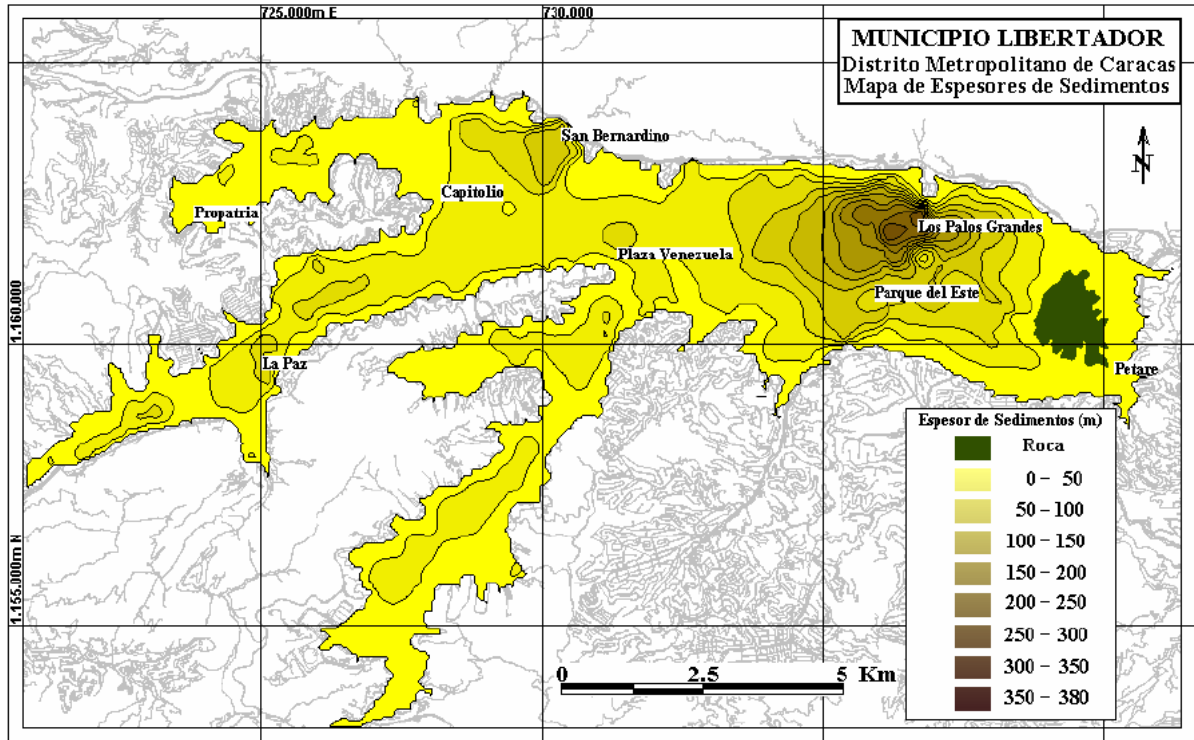 725.000m E
730.000
MUNICIPIO LIBERTADOR
Distrito Metropolitano de Caracas
Mapa de Espesores de Sedimentos
N
San Bernardino
Capitolio
Propatria
Los Palos Grandes
Plaza Venezuela
Parque del Este
1.160.000
La Paz
Petare
Espesor de Sedimentos (m)
Roca
0 – 50
50 – 100
100 – 150
150 – 200
200 – 250
250 – 300
300 – 350
350 – 380
1.155.000m N
0 2.5 5 Km